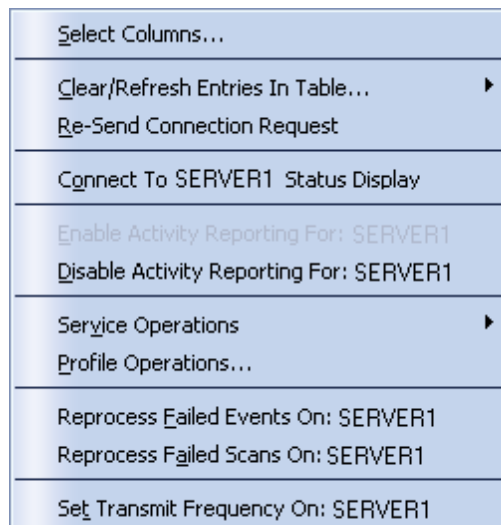 Select Columns...
Clear/Refresh Entries In Table...
Re-Send Connection Request
Connect To SERVER1 Status Display
Enable Activity Reporting For: SERVER1
Disable Activity Reporting For: SERVER1
Service Operations
Profile Operations...
Reprocess Failed Events On: SERVER1
Reprocess Failed Scans On: SERVER1
Set Transmit Frequency On: SERVER1